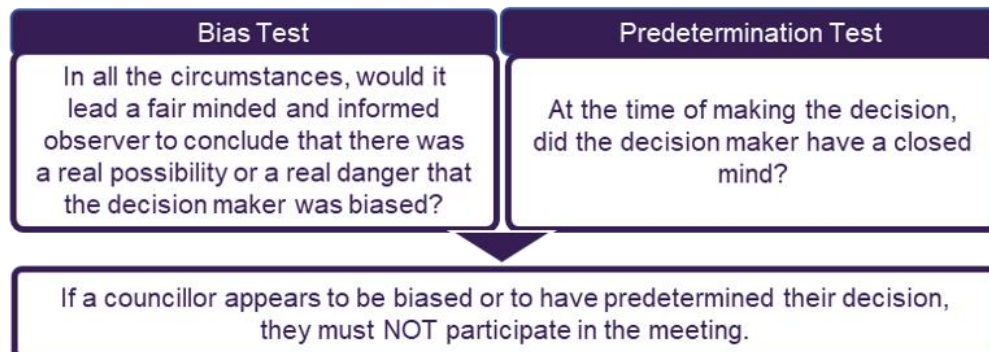 Bias Test
In all the circumstances, would it
lead a fair minded and informed
observer to conclude that there was
a real possibility or a real danger that
the decision maker was biased?
Predetermination Test
At the time of making the decision,
did the decision maker have a closed
mind?
If a councillor appears to be biased or to have predetermined their decision,
they must NOT participate in the meeting.